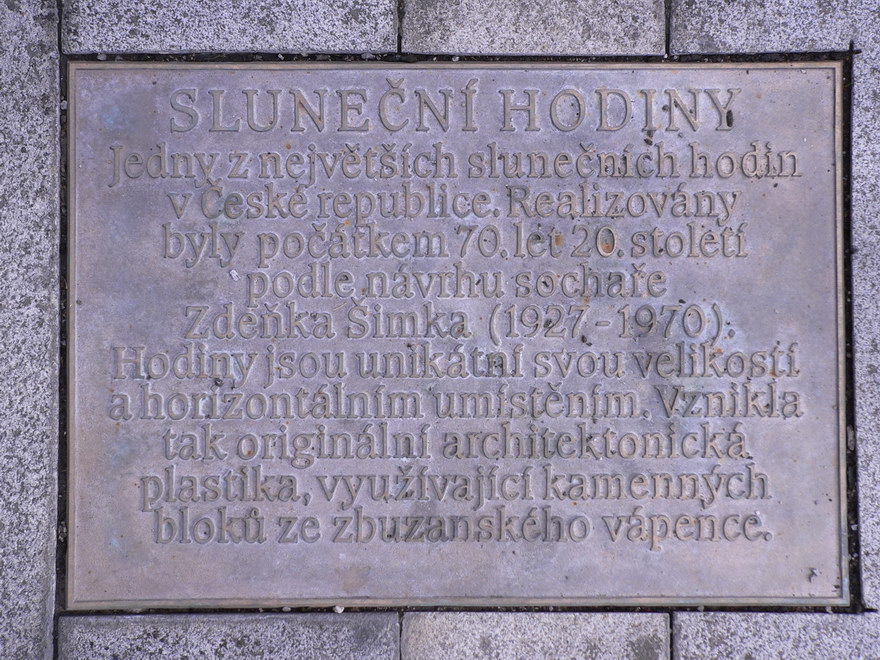 SLUNEČNÍ HODINY
Jedny z největších slunečních hodin
v České republice. Realizovány
byly počátkem 70. let 20. století
podle návrhu sochaře
Zdeňka Šimka (1927-1970).
Hodiny jsou unikátní svou velikostí
a horizontálním umístěním. Vznikla
tak originální architektonická
plastika, využívající kamenných
bloků ze zbuzanského vápence.